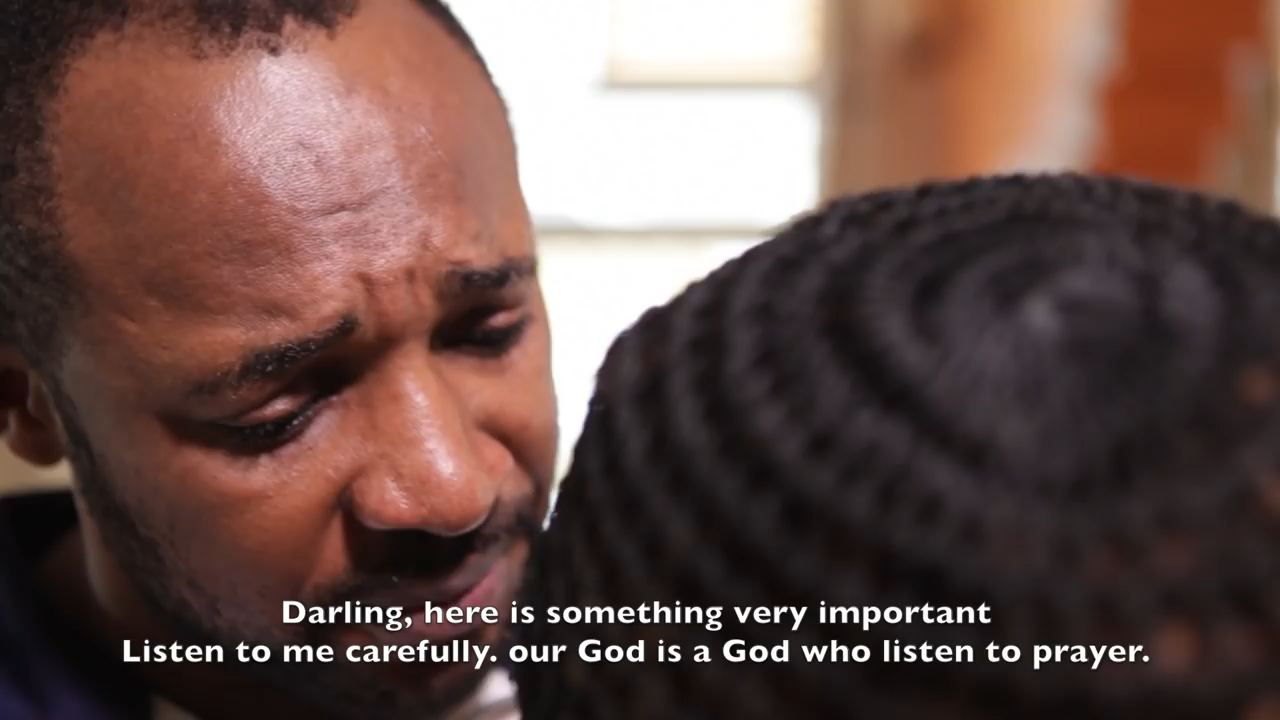 Darling, here is something very important
Listen to me carefully. our God is a God who listen to prayer.